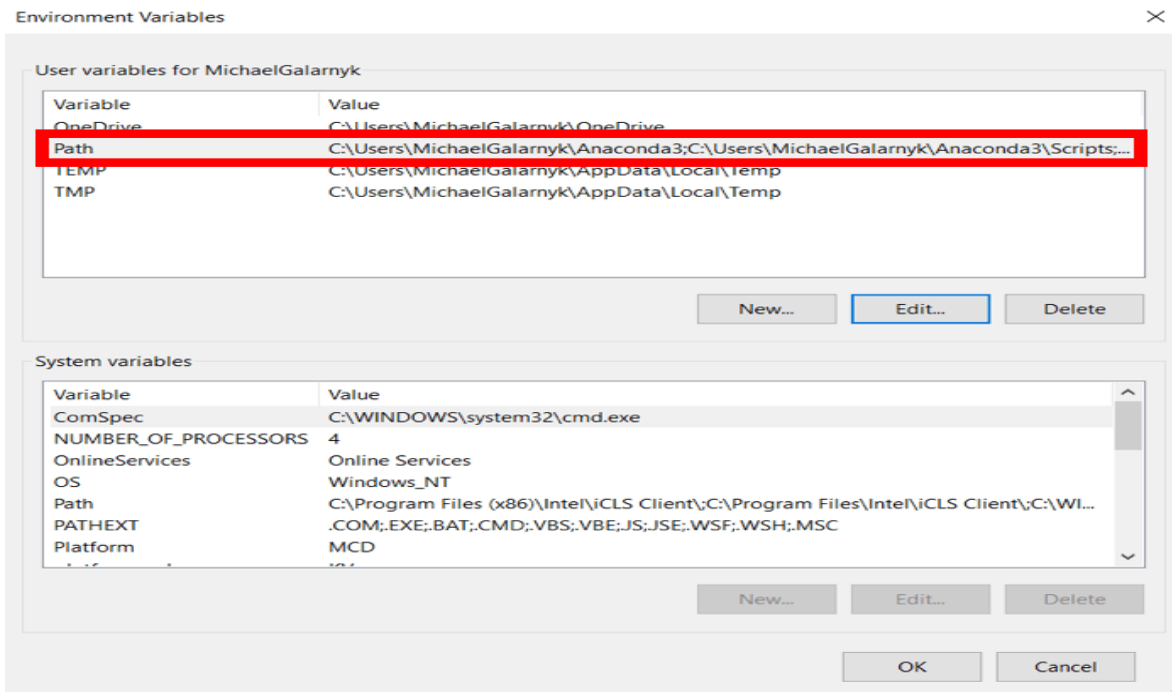 Environment Variables
User variables for MichaelGalarnyk
Variable Value
OneDrive C:\Users\MichaelGalarnyk\OneDrive
Path C:\Users\MichaelGalarnyk\Anaconda3;C:\Users\MichaelGalarnyk\Anaconda3\Scripts;...
TEMP C:\Users\MichaelGalarnyk\AppData\Local\Temp
TMP C:\Users\MichaelGalarnyk\AppData\Local\Temp
New... Edit... Delete
System variables
Variable Value
ComSpec C:\WINDOWS\system32\cmd.exe
NUMBER_OF_PROCESSORS 4
OnlineServices Online Services
OS Windows_NT
Path C:\Program Files (x86)\Intel\iCLS Client\;C:\Program Files\Intel\iCLS Client\;C:\WI...
PATHEXT .COM;.EXE;.BAT;.CMD;.VBS;.VBE;.JS;.JSE;.WSF;.WSH;.MSC
Platform MCD
New... Edit... Delete
OK Cancel